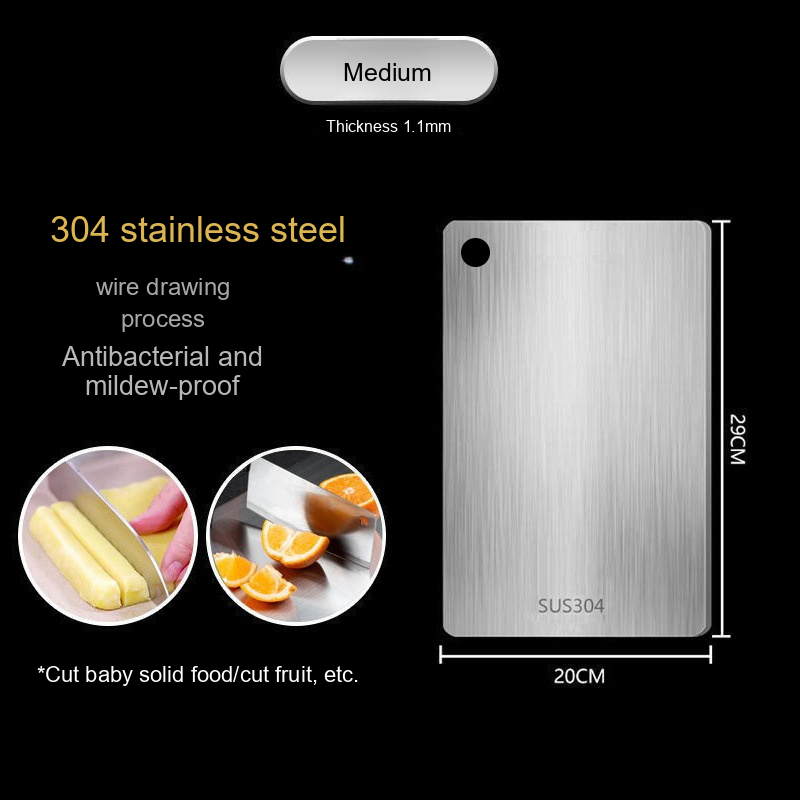 Medium
Thickness 1.1mm
304 stainless steel
wire drawing
process
Antibacterial and
mildew-proof
29CM
SUS304
20CM
*Cut baby solid food/cut fruit, etc.